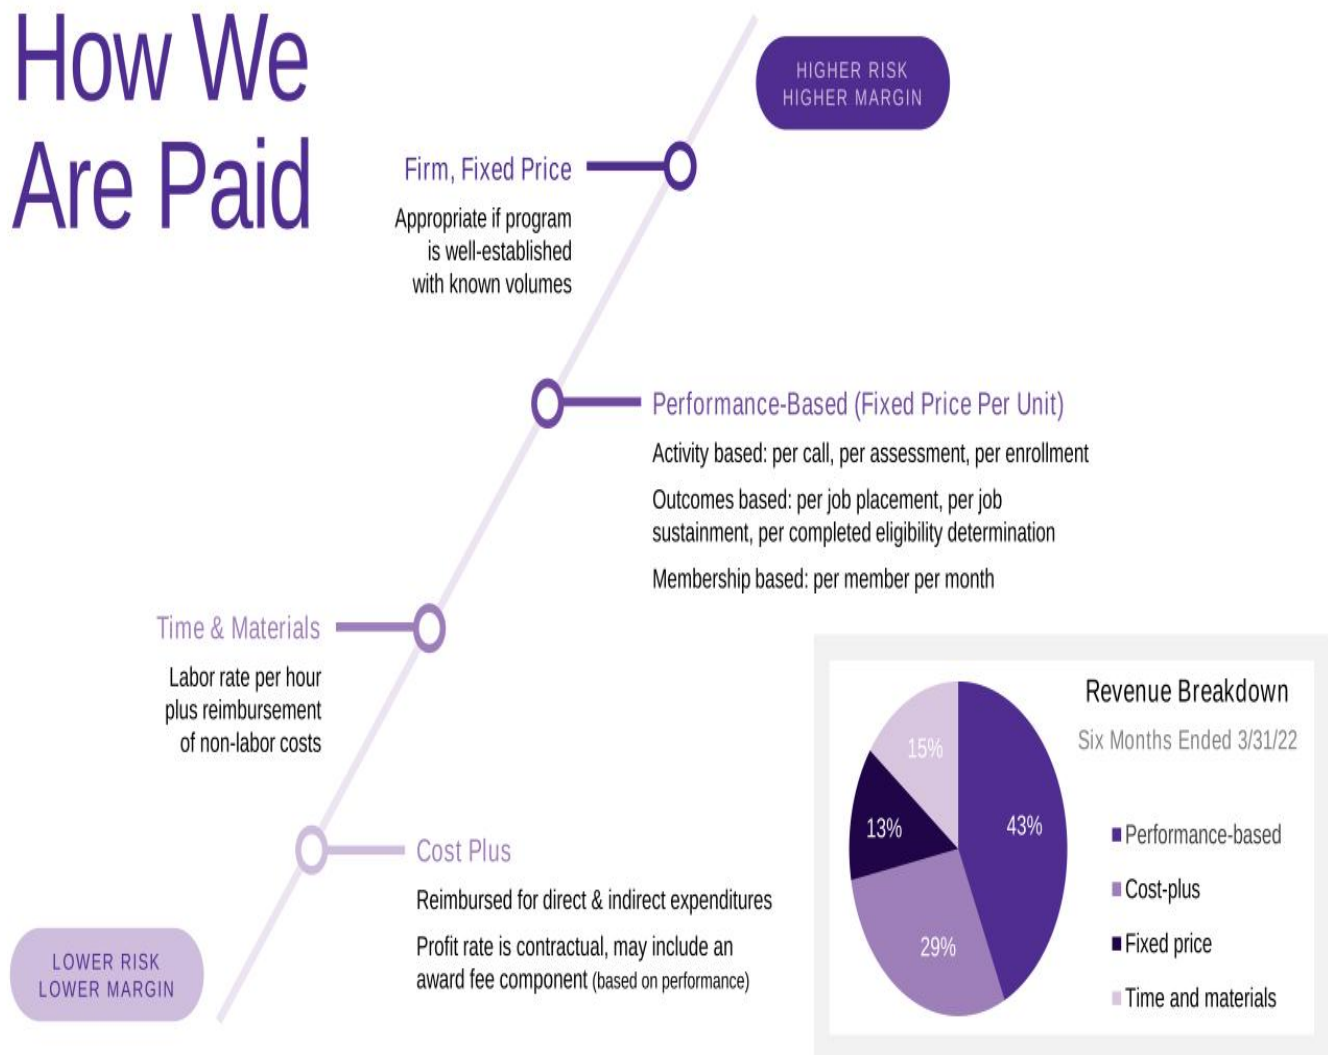 How We
Are Paid
HIGHER RISK
HIGHER MARGIN
Firm, Fixed Price
Appropriate if program
is well-established
with known volumes
Performance-Based (Fixed Price Per Unit)
Activity based: per call, per assessment, per enrollment
Outcomes based: per job placement, per job
sustainment, per completed eligibility determination
Membership based: per member per month
Time & Materials
Labor rate per hour
plus reimbursement
of non-labor costs
Cost Plus
Reimbursed for direct & indirect expenditures
Profit rate is contractual, may include an
award fee component (based on performance)
LOWER RISK
LOWER MARGIN
Revenue Breakdown
Six Months Ended 3/31/22
15%
13%
43%
29%
Performance-based
Cost-plus
Fixed price
Time and materials